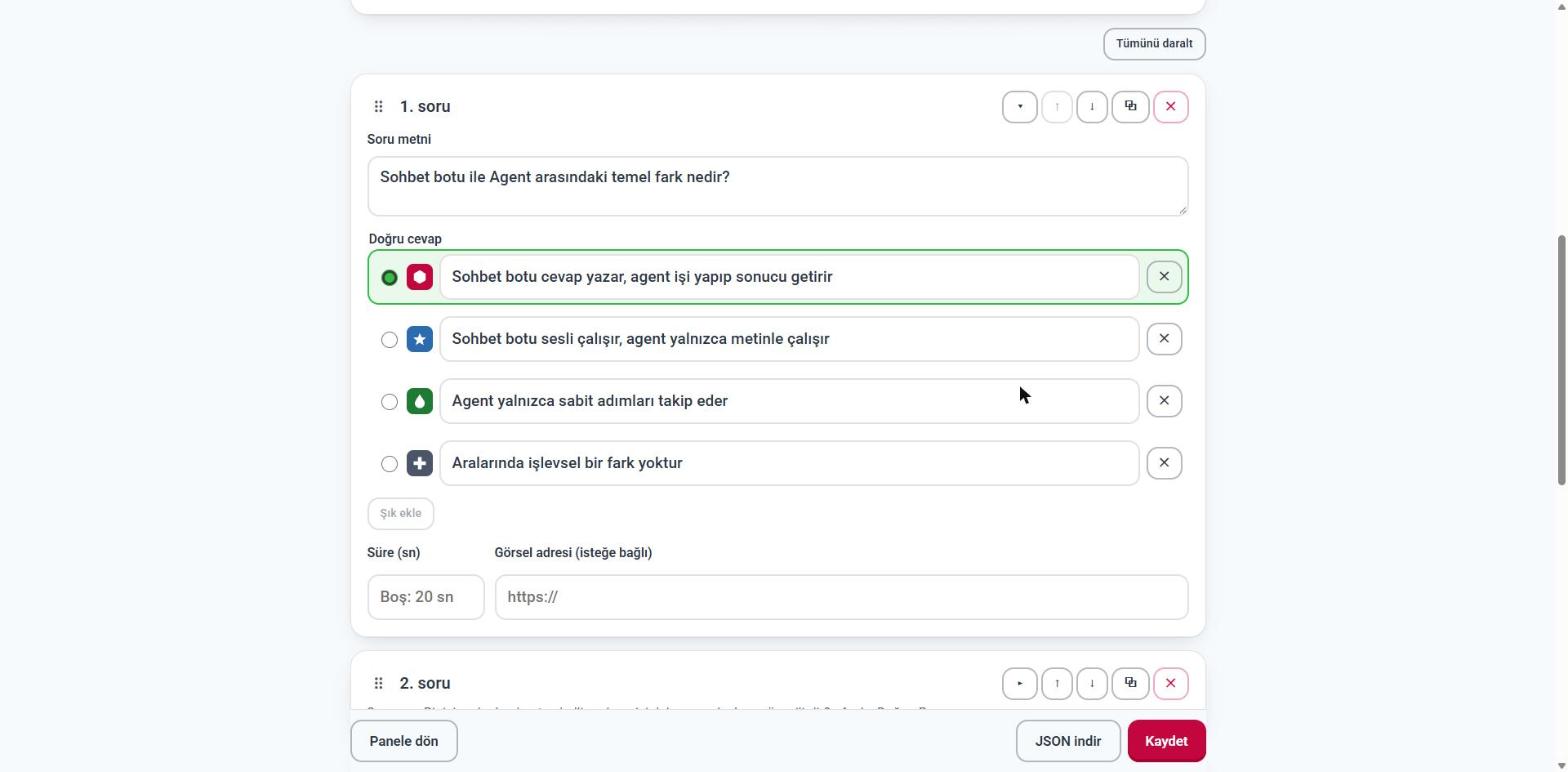 Tümünü daralt
1. soru
Soru metni
Sohbet botu ile Agent arasındaki temel fark nedir?
Doğru cevap
Sohbet botu cevap yazar, agent işi yapıp sonucu getirir
Sohbet botu sesli çalışır, agent yalnızca metinle çalışır
Agent yalnızca sabit adımları takip eder
Aralarında işlevsel bir fark yoktur
Şık ekle
Süre (sn) Görsel adresi (isteğe bağlı)
Boş: 20 sn https://
2. soru
Panele dön JSON indir Kaydet